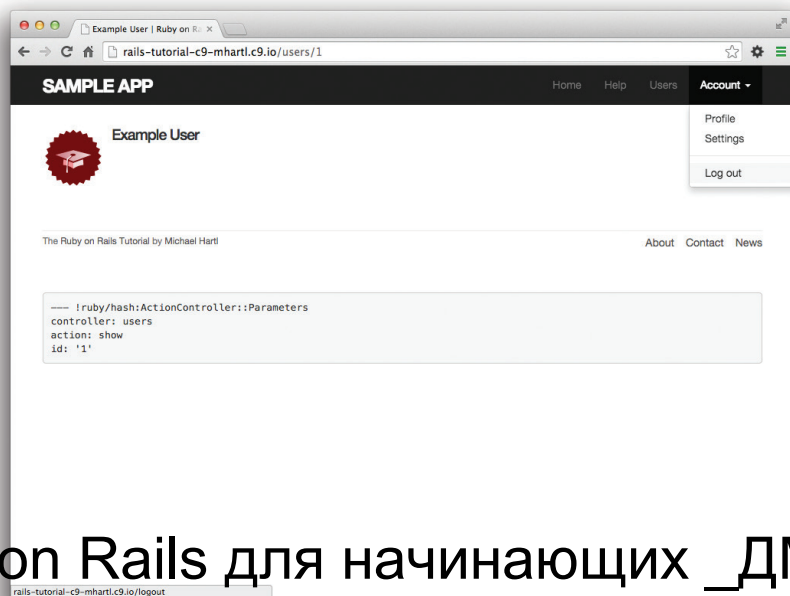 Example User | Ruby on Ra
rails-tutorial-c9-mhartl.c9.io/users/1
SAMPLE APP
Home Help Users Account
Profile
Settings
Log out
Example User
The Ruby on Rails Tutorial by Michael Hartl
About Contact News
--- !ruby/hash:ActionController::Parameters
controller: users
action: show
id: '1'
on Rails для начинающих _ДМ
rails-tutorial-c9-mhartl.c9.io/logout